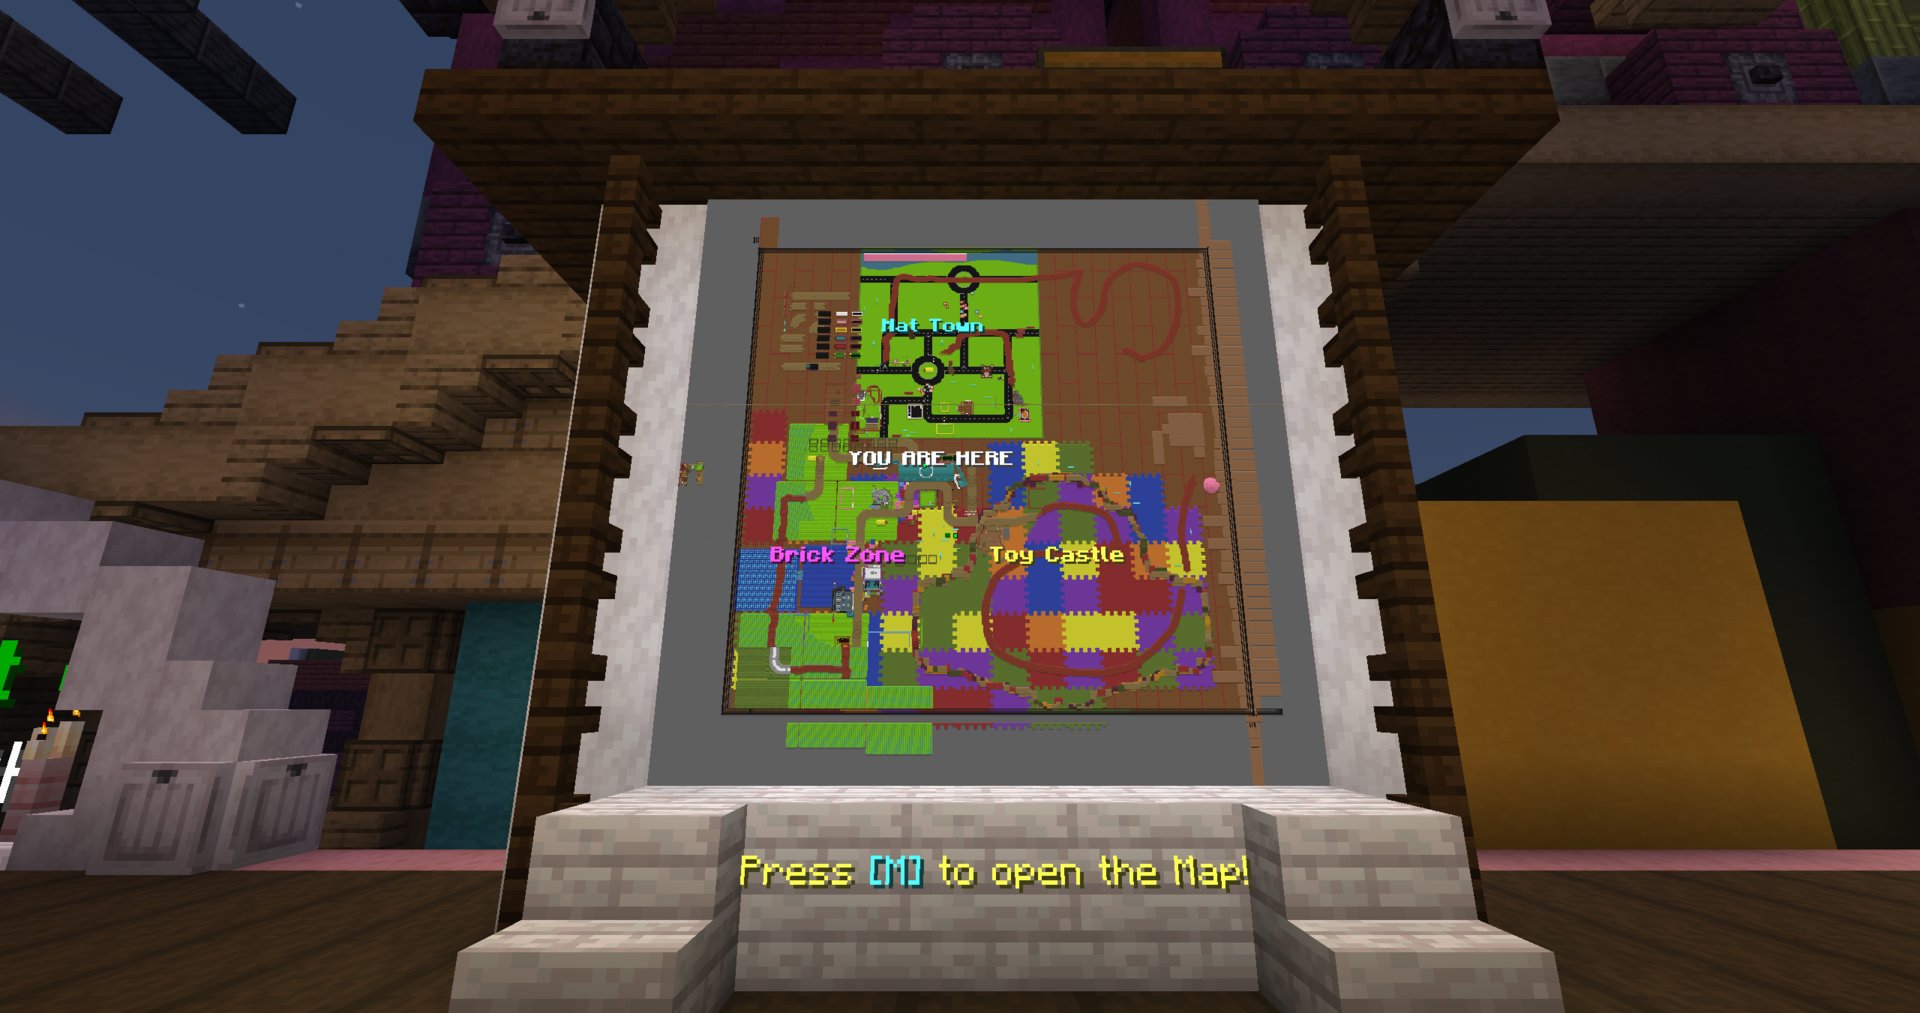 Mat Town
YOU ARE HERE
Brick Zone
Toy Castle
Press [M] to open the Map!